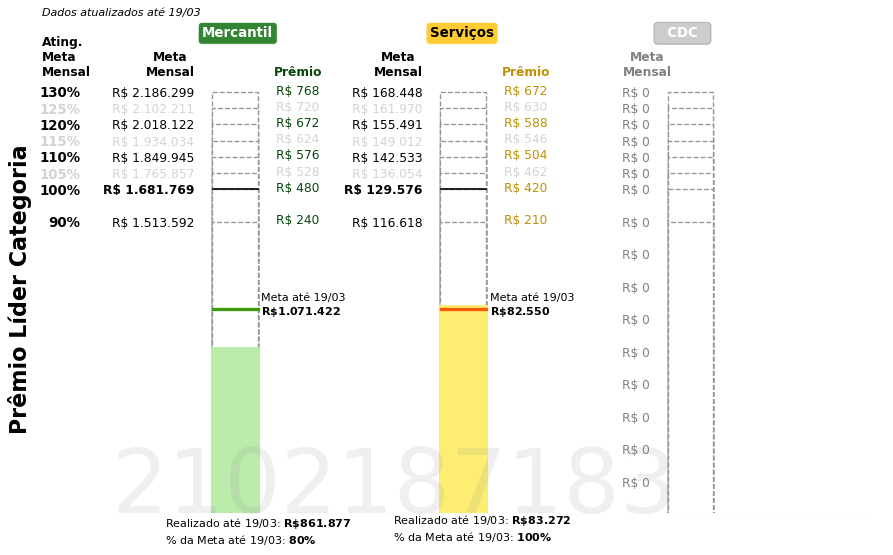 Dados atualizados até 19/03
Mercantil Serviços CDC
Ating. Meta Mensal
Meta Mensal Prêmio Meta Mensal Prêmio Meta Mensal
130% R$ 2.186.299 R$ 768 R$ 168.448 R$ 672 R$ 0
125% R$ 2.102.211 R$ 720 R$ 161.970 R$ 630 R$ 0
120% R$ 2.018.122 R$ 672 R$ 155.491 R$ 588 R$ 0
115% R$ 1.934.034 R$ 624 R$ 149.012 R$ 546 R$ 0
110% R$ 1.849.945 R$ 576 R$ 142.533 R$ 504 R$ 0
105% R$ 1.765.857 R$ 528 R$ 136.054 R$ 462 R$ 0
100% R$ 1.681.769 R$ 480 R$ 129.576 R$ 420 R$ 0
90% R$ 1.513.592 R$ 240 R$ 116.618 R$ 210 R$ 0
R$ 0
R$ 0
R$ 0
R$ 0
R$ 0
R$ 0
R$ 0
R$ 0
Meta até 19/03
R$1.071.422
Meta até 19/03
R$82.550
Prêmio Líder Categoria
2102187183
Realizado até 19/03: R$861.877
% da Meta até 19/03: 80%
Realizado até 19/03: R$83.272
% da Meta até 19/03: 100%